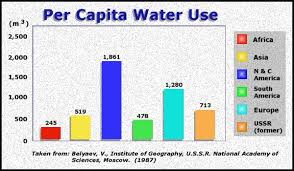 Per Capita Water Use
(m³)
2,500
2,000
1,500
1,000
500
0
245
519
1,861
478
1,280
713
Africa
Asia
N & C
America
South
America
Europe
USSR
(former)
Taken from: Belyaev, V., Institute of Geography, U.S.S.R. National Academy of
Sciences, Moscow. (1987)